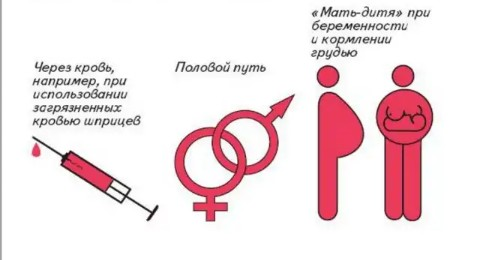 Через кровь,
например, при
использовании
загрязненных
кровью шприцев
Половой путь
«Мать-дитя» при
беременности
и кормлении
грудью